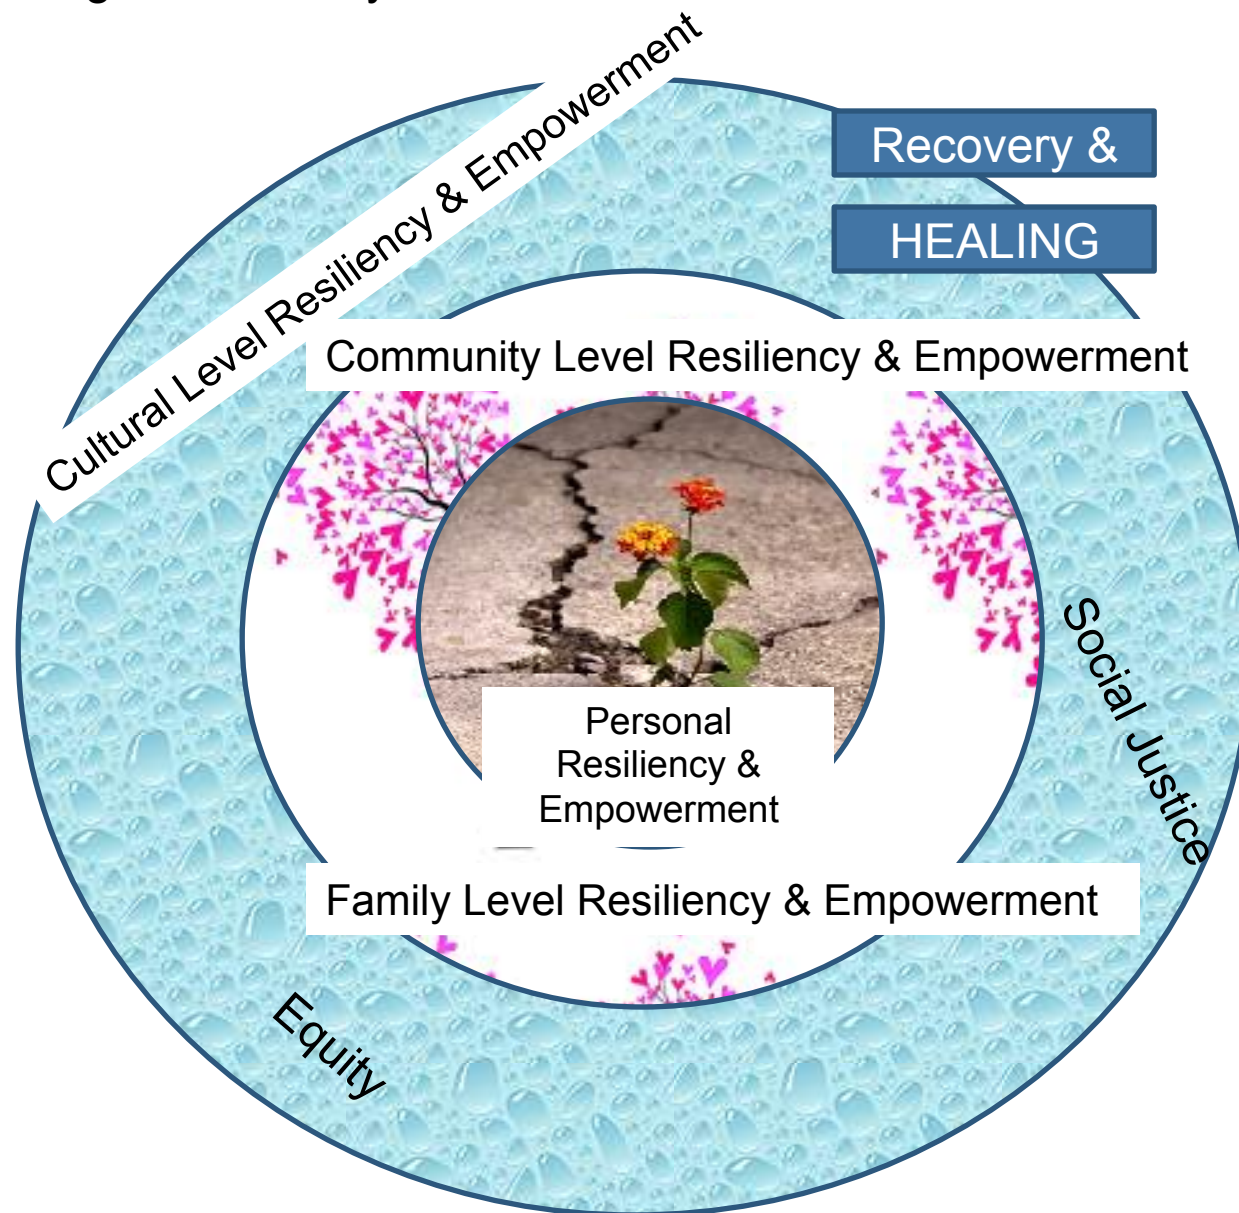 Cultural Level Resiliency & Empowerment
Recovery &
HEALING
Community Level Resiliency & Empowerment
Social Justice
Personal
Resiliency &
Empowerment
Family Level Resiliency & Empowerment
Equity